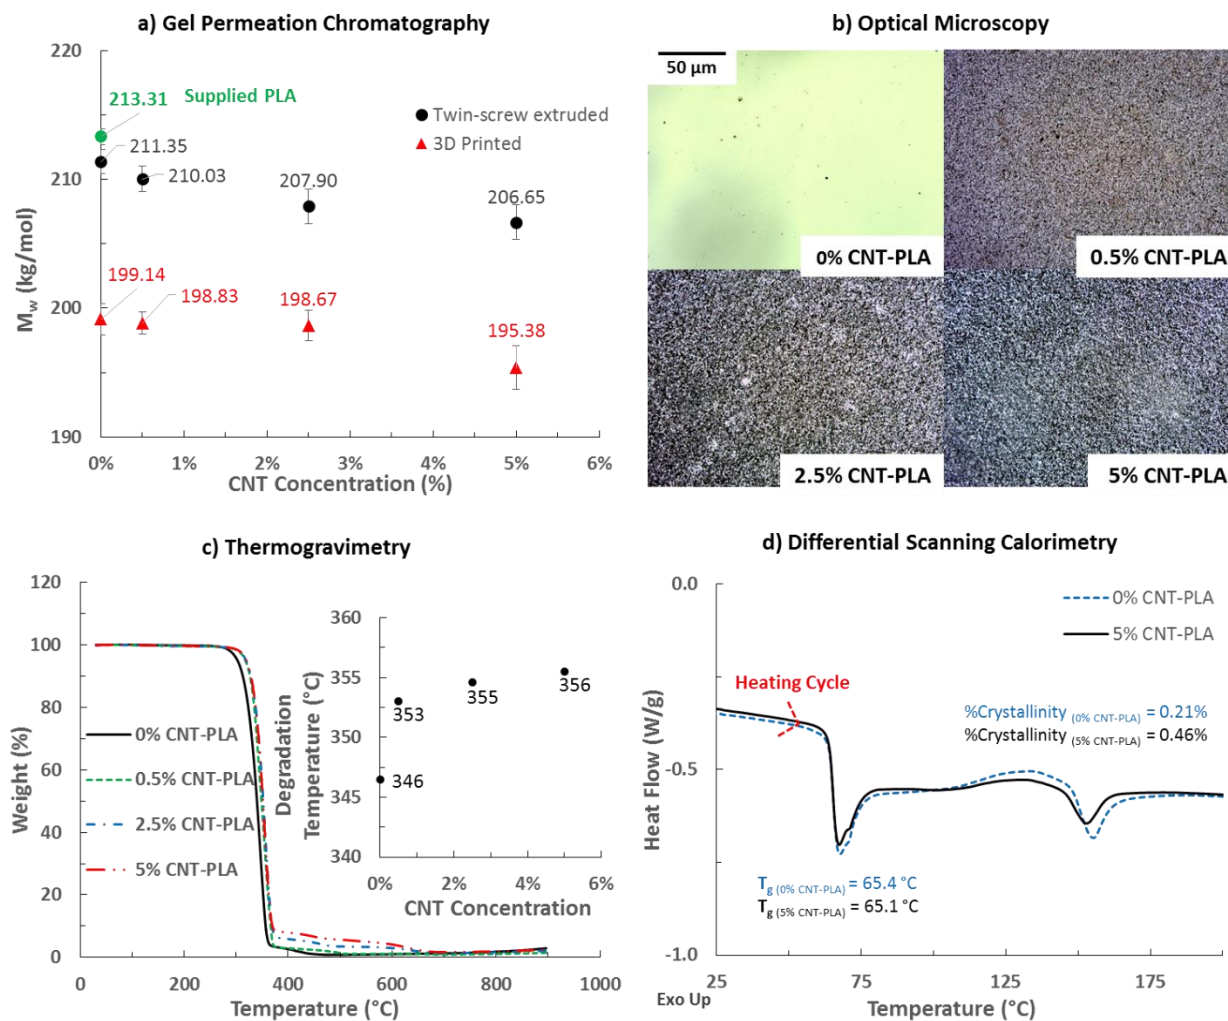 a) Gel Permeation Chromatography
220
210
200
190
M_w (kg/mol)
213.31 Supplied PLA
211.35
210.03
207.90
206.65
Twin-screw extruded
3D Printed
199.14
198.83
198.67
195.38
0% 1% 2% 3% 4% 5% 6%
CNT Concentration (%)
b) Optical Microscopy
50 µm
0% CNT-PLA
0.5% CNT-PLA
2.5% CNT-PLA
5% CNT-PLA
c) Thermogravimetry
120
100
80
60
40
20
0
Weight (%)
0% CNT-PLA
0.5% CNT-PLA
2.5% CNT-PLA
5% CNT-PLA
0 200 400 600 800 1000
Temperature (°C)
Degradation
Temperature (°C)
360
355
350
345
340
346
353
355
356
0% 2% 4% 6%
CNT Concentration
d) Differential Scanning Calorimetry
0.0
-0.5
-1.0
Heat Flow (W/g)
0% CNT-PLA
5% CNT-PLA
Heating Cycle
%Crystallinity (0% CNT-PLA) = 0.21%
%Crystallinity (5% CNT-PLA) = 0.46%
T_g (0% CNT-PLA) = 65.4 °C
T_g (5% CNT-PLA) = 65.1 °C
25 75 125 175
Exo Up
Temperature (°C)